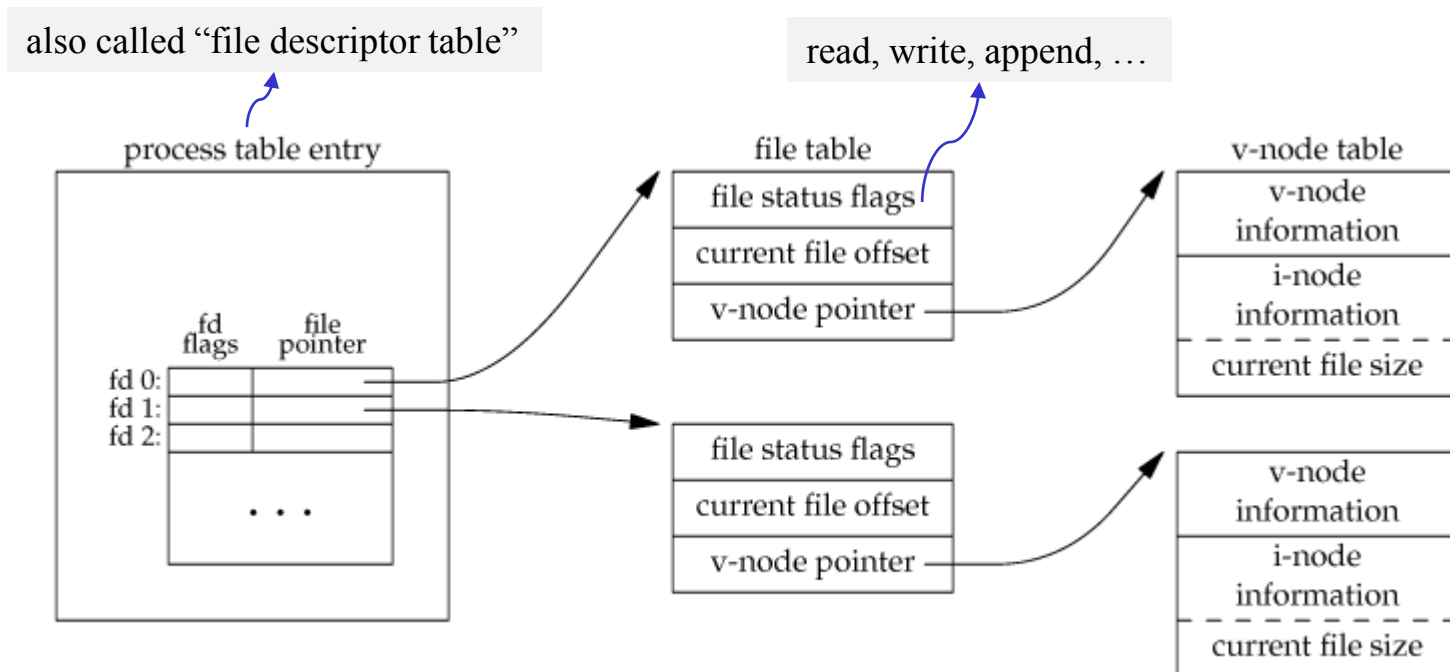 also called “file descriptor table”
read, write, append, …
process table entry
fd
flags
file
pointer
fd 0:
fd 1:
fd 2:
• • •
file table
file status flags
current file offset
v-node pointer
file status flags
current file offset
v-node pointer
v-node table
v-node
information
i-node
information
current file size
v-node
information
i-node
information
current file size